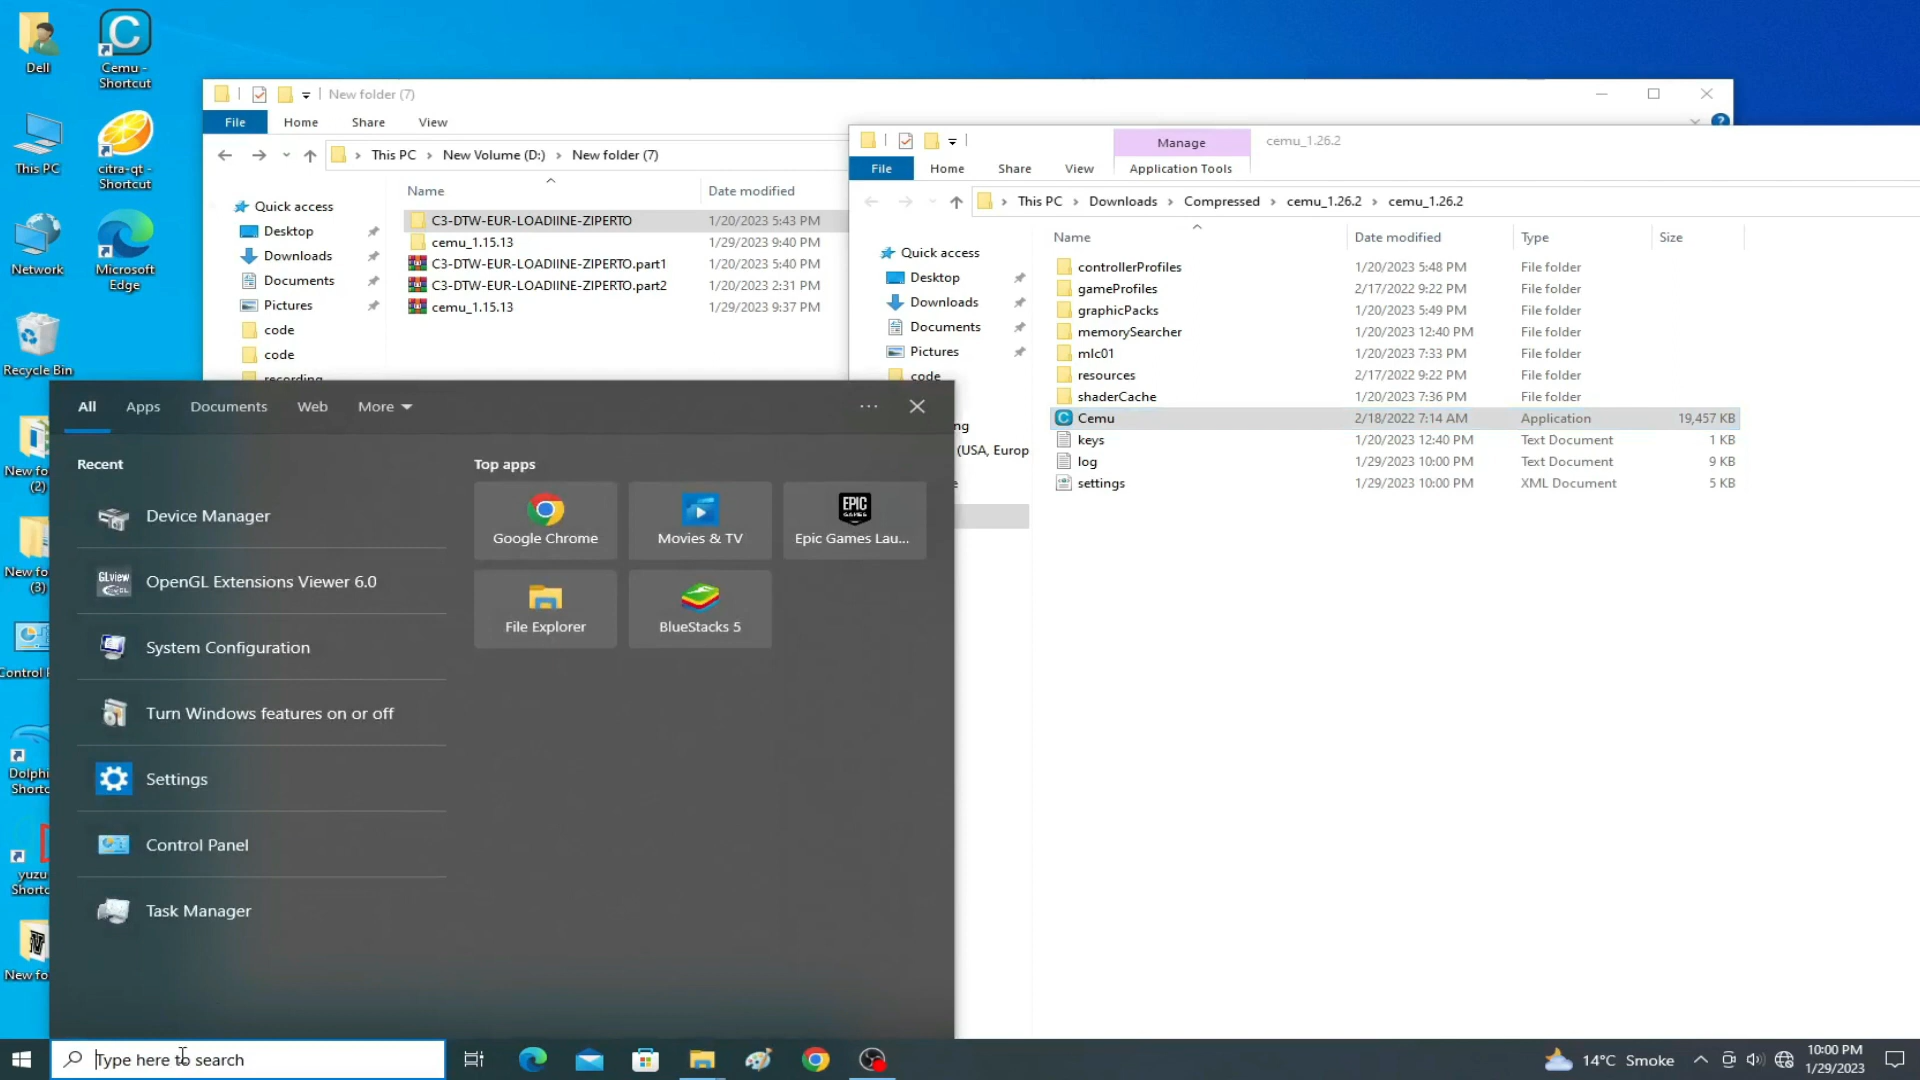 Dell
Cemu -
Shortcut
This PC
citra-qt -
Shortcut
Network
Microsoft
Edge
Recycle Bin
New fo
(2)
New fo
(3)
Control P
Dolphi
Shortc
yuzu
Shortc
New fo
New folder (7)
File
Home
Share
View
This PC
New Volume (D:)
New folder (7)
Name
Date modified
Quick access
Desktop
Downloads
Documents
Pictures
code
code
recording
C3-DTW-EUR-LOADIINE-ZIPERTO 1/20/2023 5:43 PM
cemu_1.15.13 1/29/2023 9:40 PM
C3-DTW-EUR-LOADIINE-ZIPERTO.part1 1/20/2023 5:40 PM
C3-DTW-EUR-LOADIINE-ZIPERTO.part2 1/20/2023 2:31 PM
cemu_1.15.13 1/29/2023 9:37 PM
Manage
cemu_1.26.2
File
Home
Share
View
Application Tools
This PC
Downloads
Compressed
cemu_1.26.2
cemu_1.26.2
Name Date modified Type Size
Quick access
Desktop
Downloads
Documents
Pictures
code
ng
(USA, Europ
e
controllerProfiles 1/20/2023 5:48 PM File folder
gameProfiles 2/17/2022 9:22 PM File folder
graphicPacks 1/20/2023 5:49 PM File folder
memorySearcher 1/20/2023 12:40 PM File folder
mlc01 1/20/2023 7:33 PM File folder
resources 2/17/2022 9:22 PM File folder
shaderCache 1/20/2023 7:36 PM File folder
Cemu 2/18/2022 7:14 AM Application 19,457 KB
keys 1/20/2023 12:40 PM Text Document 1 KB
log 1/29/2023 10:00 PM Text Document 9 KB
settings 1/29/2023 10:00 PM XML Document 5 KB
All
Apps
Documents
Web
More
Recent
Device Manager
GLview
OpenGL Extensions Viewer 6.0
System Configuration
Turn Windows features on or off
Settings
Control Panel
Task Manager
Top apps
Google Chrome
Movies & TV
EPIC
GAMES
Epic Games Lau...
File Explorer
BlueStacks 5
Type here to search
14°C Smoke
10:00 PM
1/29/2023